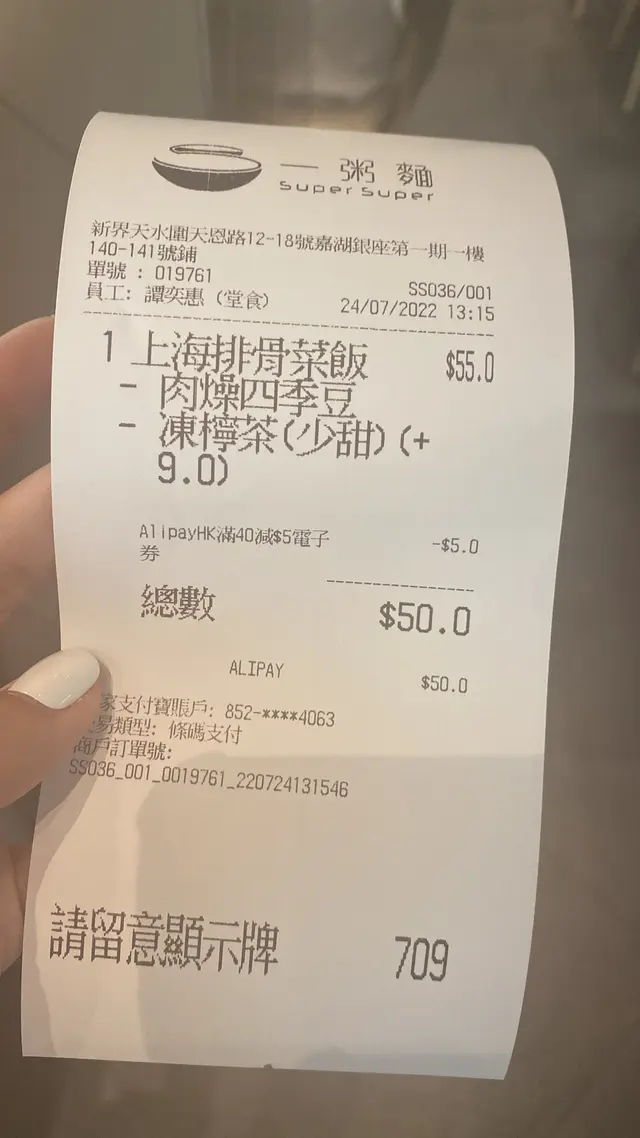 一粥麵
Super Super
新界天水圍天恩路12-18號嘉湖銀座第一期一樓
140-141號鋪
單號 : 019761
SS036/001
員工: 譚奕惠 (堂食)
24/07/2022 13:15
1 上海排骨菜飯 $55.0
- 肉燥四季豆
- 凍檸茶(少甜)(+
9.0)
AlipayHK滿40減$5電子 -$5.0
券
總數 $50.0
ALIPAY $50.0
家支付寶賬戶: 852-****4063
易類型: 條碼支付
商戶訂單號:
SS036_001_0019761_220724131546
請留意顯示牌 709